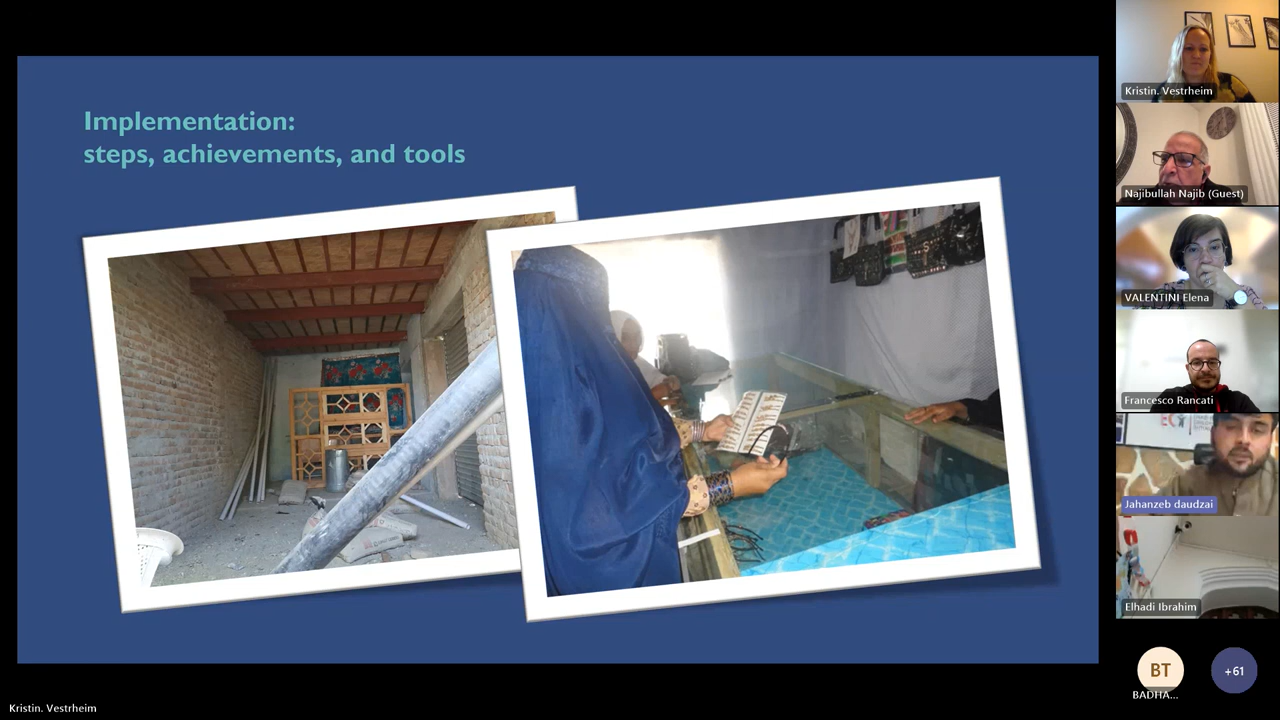 Implementation:
steps, achievements, and tools
Kristin. Vestrheim
Najibullah Najib (Guest)
VALENTINI Elena
Francesco Rancati
Jahanzeb daudzai
Elhadi Ibrahim
BT
BADHA...
+61
Kristin. Vestrheim